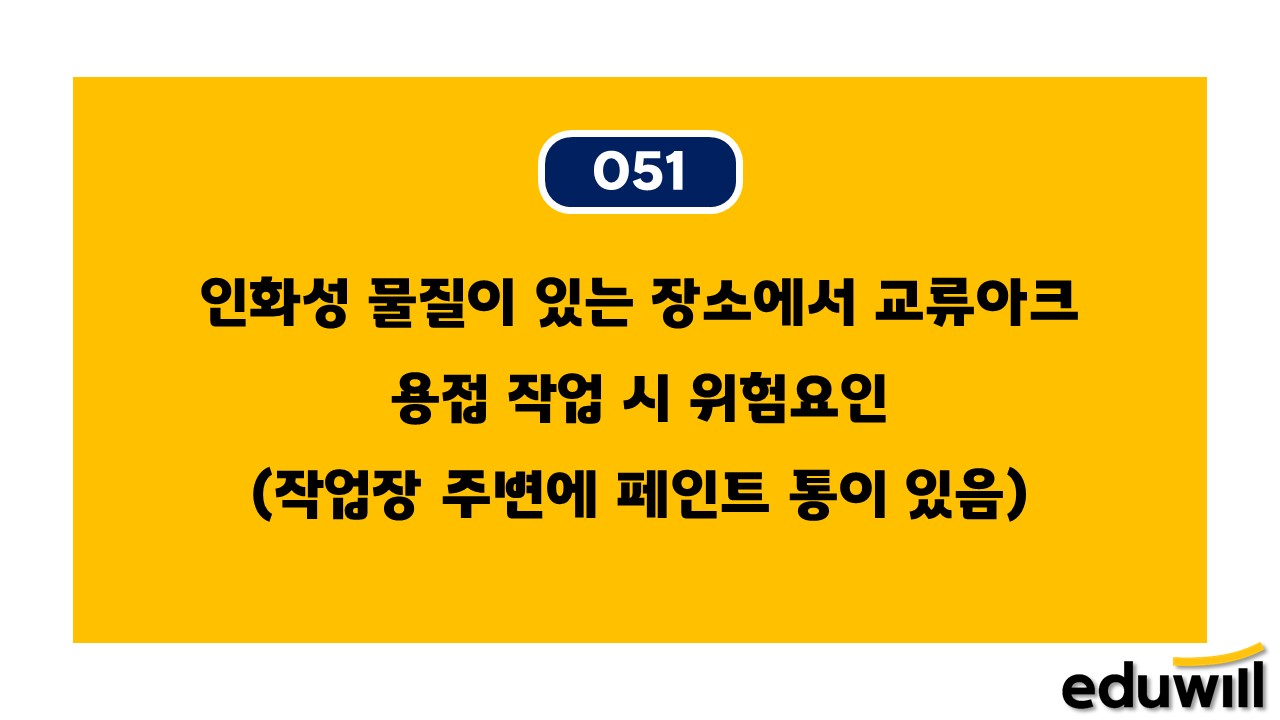 051
인화성 물질이 있는 장소에서 교류아크
용접 작업 시 위험요인
(작업장 주변에 페인트 통이 있음)
eduwill